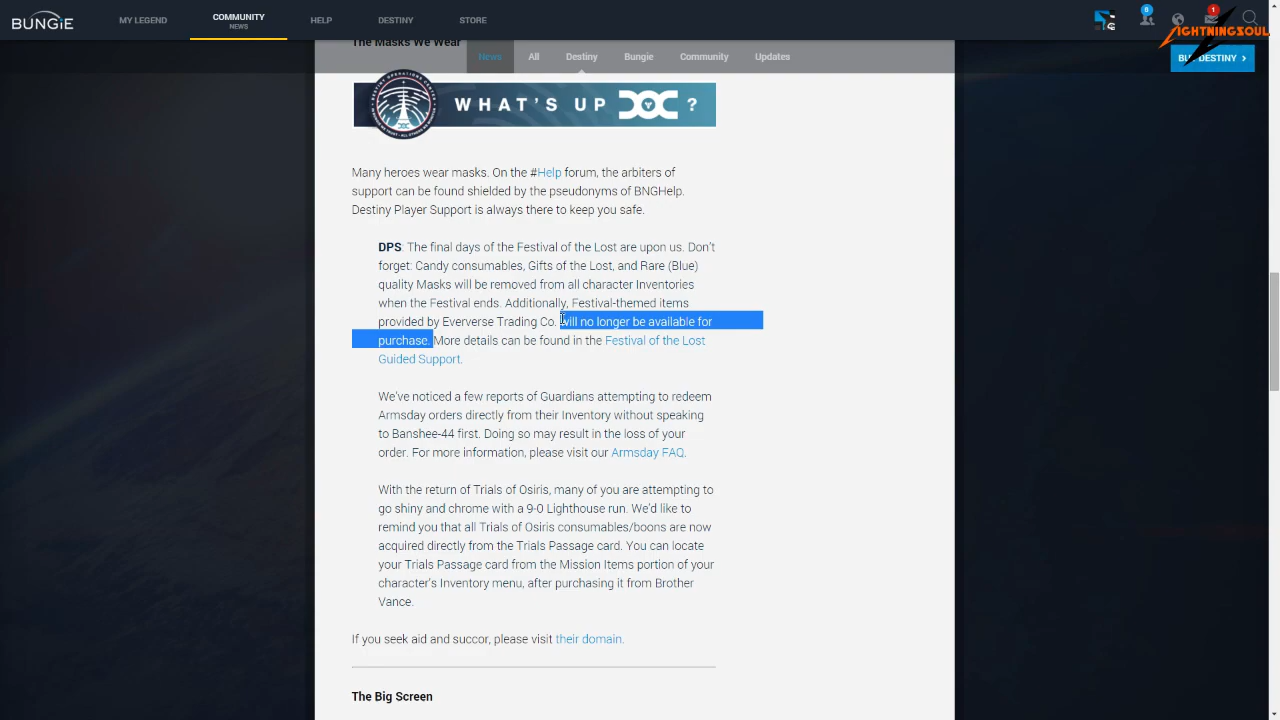 BUNGiE
MY LEGEND
COMMUNITY
NEWS
HELP
DESTINY
STORE
8
1
LIGHTNINGSOUL
DESTINY
The Masks We Wear
News
All
Destiny
Bungie
Community
Updates
WHAT'S UP DOC ?
Many heroes wear masks. On the #Help forum, the arbiters of
support can be found shielded by the pseudonyms of BNGHelp.
Destiny Player Support is always there to keep you safe.
DPS: The final days of the Festival of the Lost are upon us. Don't
forget: Candy consumables, Gifts of the Lost, and Rare (Blue)
quality Masks will be removed from all character Inventories
when the Festival ends. Additionally, Festival-themed items
provided by Eververse Trading Co. will no longer be available for
purchase. More details can be found in the Festival of the Lost
Guided Support.
We've noticed a few reports of Guardians attempting to redeem
Armsday orders directly from their Inventory without speaking
to Banshee-44 first. Doing so may result in the loss of your
order. For more information, please visit our Armsday FAQ.
With the return of Trials of Osiris, many of you are attempting to
go shiny and chrome with a 9-0 Lighthouse run. We'd like to
remind you that all Trials of Osiris consumables/boons are now
acquired directly from the Trials Passage card. You can locate
your Trials Passage card from the Mission Items portion of your
character's Inventory menu, after purchasing it from Brother
Vance.
If you seek aid and succor, please visit their domain.
The Big Screen